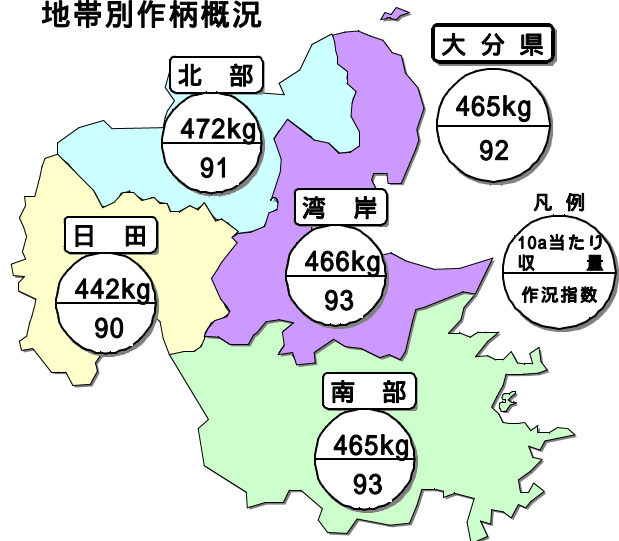 地帯別作柄概況
大分県
465kg
92
北部
472kg
91
日田
442kg
90
湾岸
466kg
93
凡例
10a当たり
収量
作況指数
南部
465kg
93